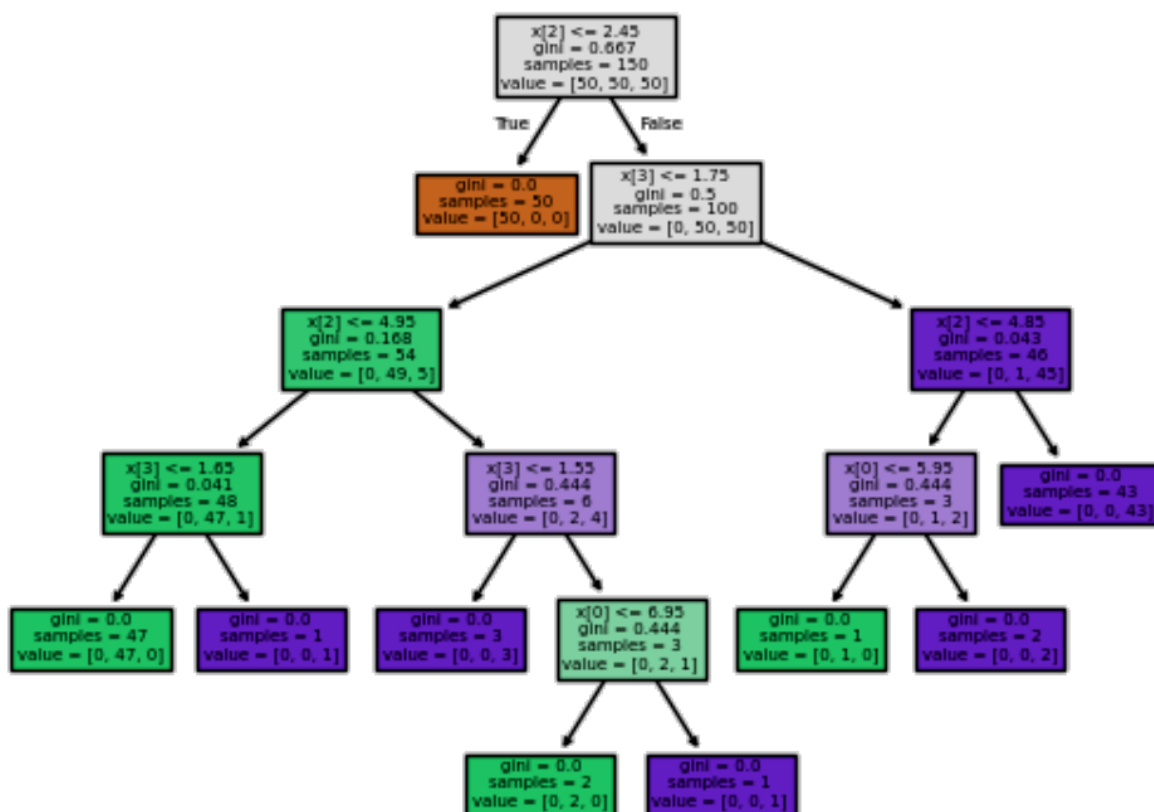 x[2] <= 2.45
gini = 0.667
samples = 150
value = [50, 50, 50]
True
False
gini = 0.0
samples = 50
value = [50, 0, 0]
x[3] <= 1.75
gini = 0.5
samples = 100
value = [0, 50, 50]
x[2] <= 4.95
gini = 0.168
samples = 54
value = [0, 49, 5]
x[2] <= 4.85
gini = 0.043
samples = 46
value = [0, 1, 45]
x[3] <= 1.65
gini = 0.041
samples = 48
value = [0, 47, 1]
x[3] <= 1.55
gini = 0.444
samples = 6
value = [0, 2, 4]
x[0] <= 5.95
gini = 0.444
samples = 3
value = [0, 1, 2]
gini = 0.0
samples = 43
value = [0, 0, 43]
gini = 0.0
samples = 47
value = [0, 47, 0]
gini = 0.0
samples = 1
value = [0, 0, 1]
gini = 0.0
samples = 3
value = [0, 0, 3]
x[0] <= 6.95
gini = 0.444
samples = 3
value = [0, 2, 1]
gini = 0.0
samples = 1
value = [0, 1, 0]
gini = 0.0
samples = 2
value = [0, 0, 2]
gini = 0.0
samples = 2
value = [0, 2, 0]
gini = 0.0
samples = 1
value = [0, 0, 1]